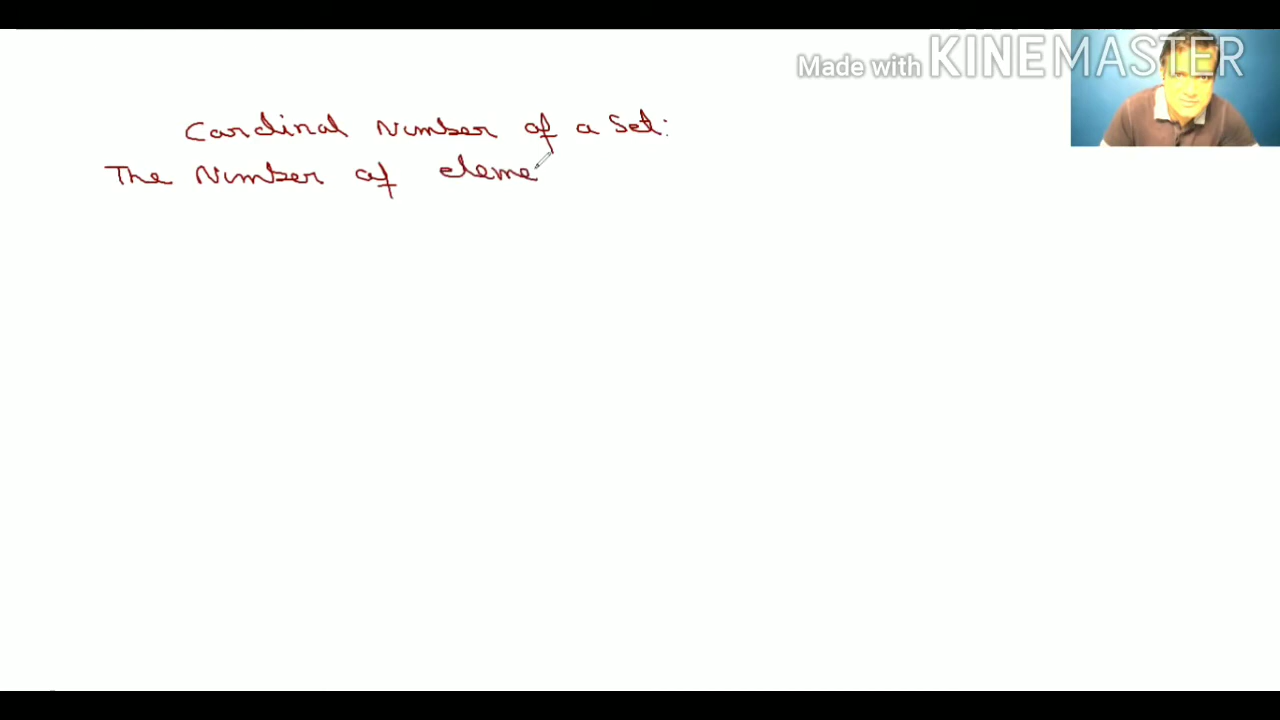 Made with KINEMASTER
Cardinal Number of a Set:
The Number of eleme